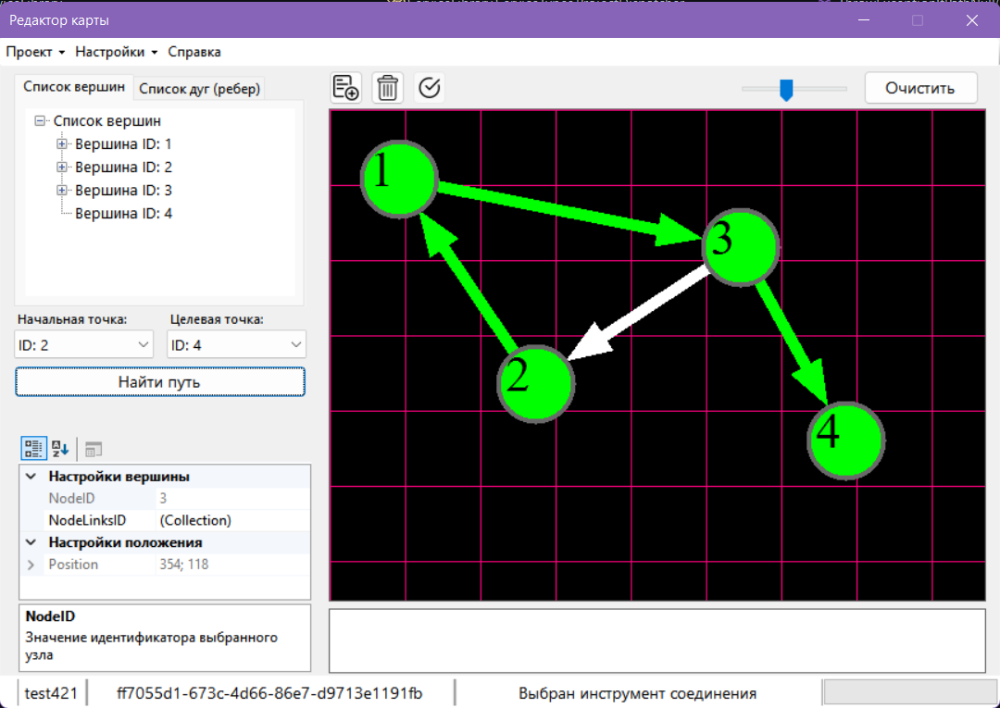 Редактор карты
Проект Настройки Справка
Список вершин Список дуг (ребер)
Очистить
Список вершин
Вершина ID: 1
Вершина ID: 2
Вершина ID: 3
Вершина ID: 4
1
3
2
4
Начальная точка: Целевая точка:
ID: 2 ID: 4
Найти путь
Настройки вершины
NodeID 3
NodeLinksID (Collection)
Настройки положения
Position 354; 118
NodeID
Значение идентификатора выбранного
узла
test421 ff7055d1-673c-4d66-86e7-d9713e1191fb Выбран инструмент соединения